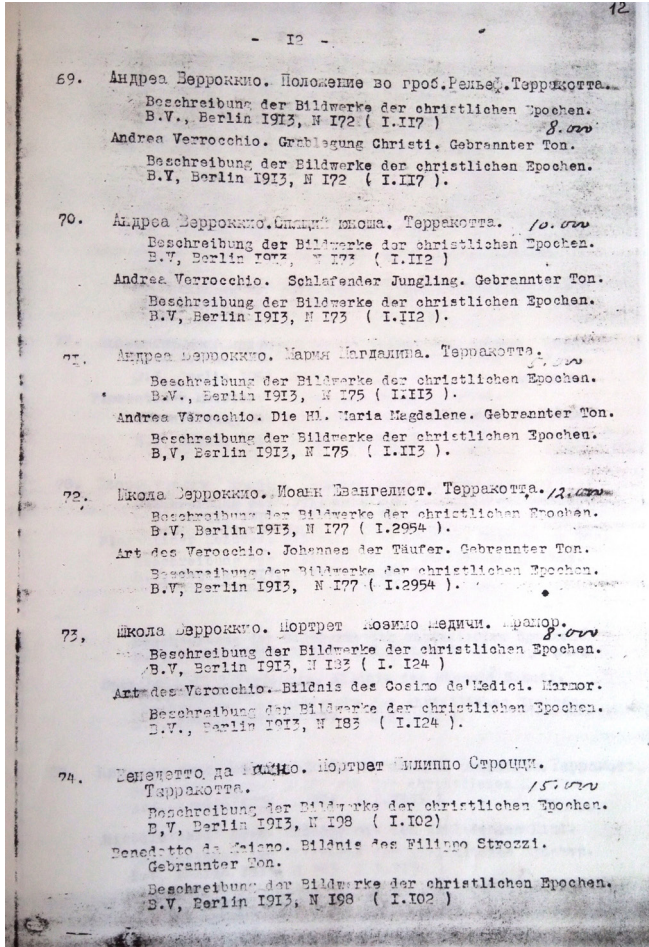 12
- I2 -
69. Андреа Верроккио. Положение во гроб.Рельеф.Терракотта.
Beschreibung der Bildwerke der christlichen Epochen.
B.V., Berlin I9I3, N I72 ( I.II7 )
8.000
Andrea Verrocchio. Grablegung Christi. Gebrannter Ton.
Beschreibung der Bildwerke der christlichen Epochen.
B.V, Berlin I9I3, N I72 ( I.II7 ).
70. Андреа Верроккио.Спящий юноша. Терракотта. 10.000
Beschreibung der Bildwerke der christlichen Epochen.
B.V, Berlin I9I3, N I73 ( I.II2 )
Andrea Verrocchio. Schlafender Jungling. Gebrannter Ton.
Beschreibung der Bildwerke der christlichen Epochen.
B.V, Berlin I9I3, N I73 ( I.II2 ).
71. Андреа Верроккио. Мария Магдалина. Терракотта.
Beschreibung der Bildwerke der christlichen Epochen.
B.V., Berlin I9I3, N I75 ( I.II3 ).
Andrea Verocchio. Die Hl. Maria Magdalene. Gebrannter Ton.
Beschreibung der Bildwerke der christlichen Epochen.
B,V, Berlin I9I3, N I75 ( I.II3 ).
72. Школа Верроккио. Иоанн Евангелист. Терракотта. 12.000
Beschreibung der Bildwerke der christlichen Epochen.
B.V, Berlin I9I3, N I77 ( I.2954 ).
Art des Verocchio. Johannes der Täufer. Gebrannter Ton.
Beschreibung der Bildwerke der christlichen Epochen.
B.V, Berlin I9I3, N I77 ( I.2954 ).
73, Школа Верроккио. Портрет Козимо Медичи. Мрамор.
8.000
Beschreibung der Bildwerke der christlichen Epochen.
B.V, Berlin I9I3, N I83 ( I. I24 )
Art des Verocchio. Bildnis des Cosimo de'Medici. Marmor.
Beschreibung der Bildwerke der christlichen Epochen.
B.V., Berlin I9I3, N I83 ( I.I24 ).
74. Бенедетто да Портрет Филиппо Строцци.
Тарракотта. 15.000
Beschreibung der Bildwerke der christlichen Epochen.
B,V, Berlin I9I3, N I98 ( I.I02)
Benedetto da Maiano. Bildnis des Filippo Strozzi.
Gebrannter Ton.
Beschreibung der Bildwerke der christlichen Epochen.
B.V, Berlin I9I3, N I98 ( I.I02 )